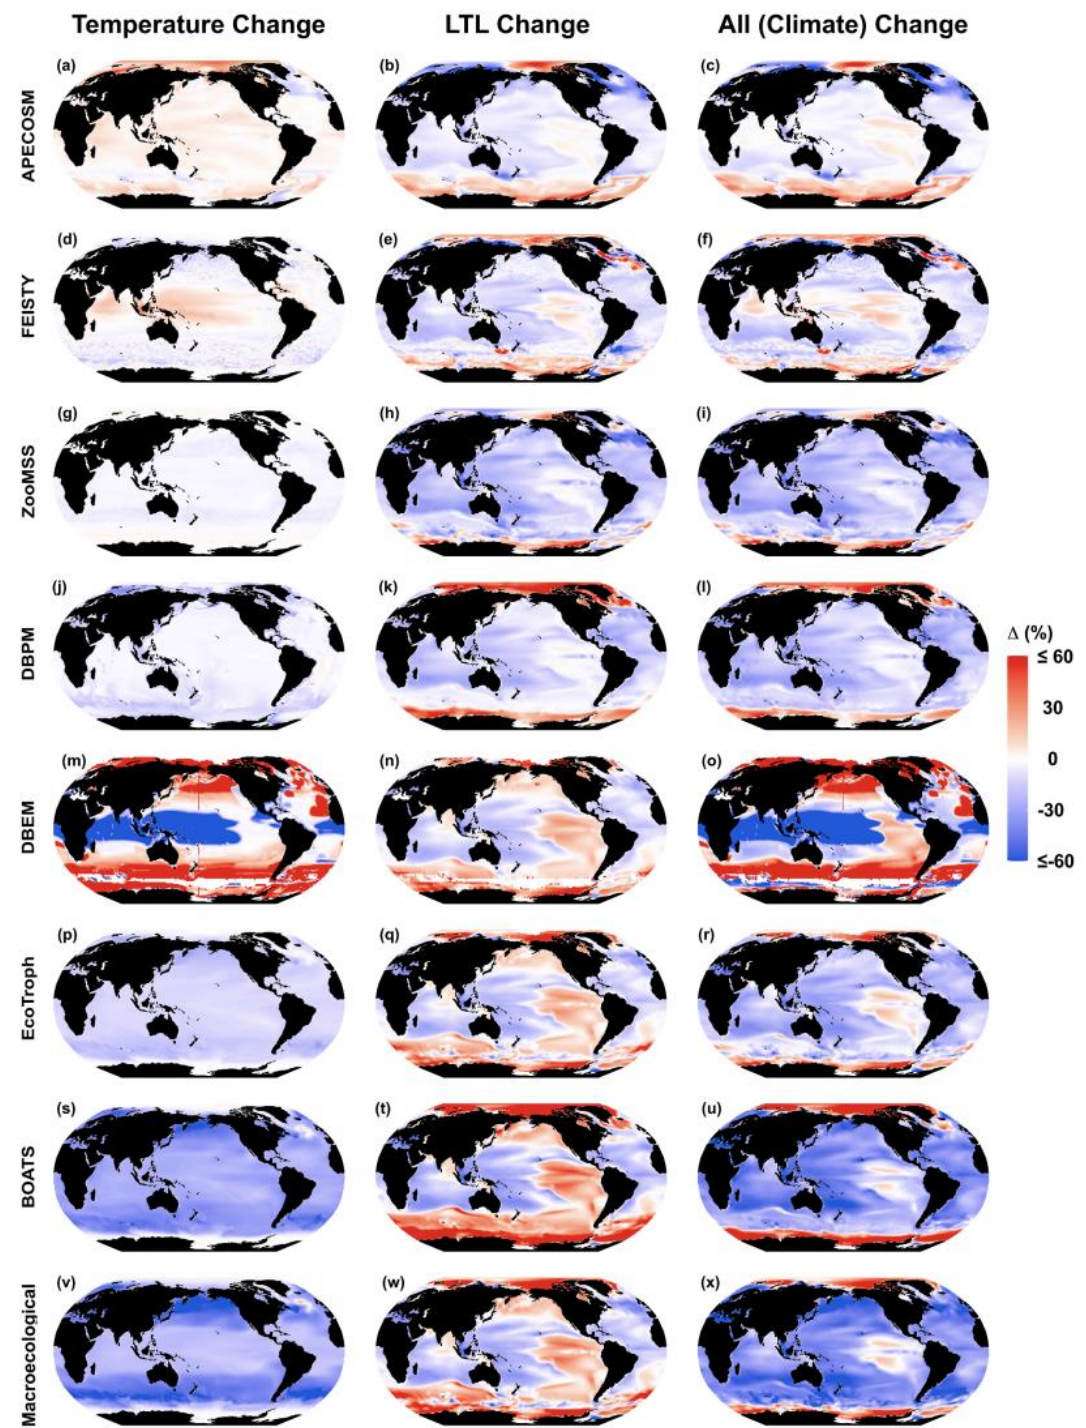 Temperature Change LTL Change All (Climate) Change
APECOSM
(a) (b) (c)
FEISTY
(d) (e) (f)
ZooMSS
(g) (h) (i)
DBPM
(j) (k) (l)
Δ (%)
≤ 60
30
0
-30
≤-60
DBEM
(m) (n) (o)
EcoTroph
(p) (q) (r)
BOATS
(s) (t) (u)
Macroecological
(v) (w) (x)